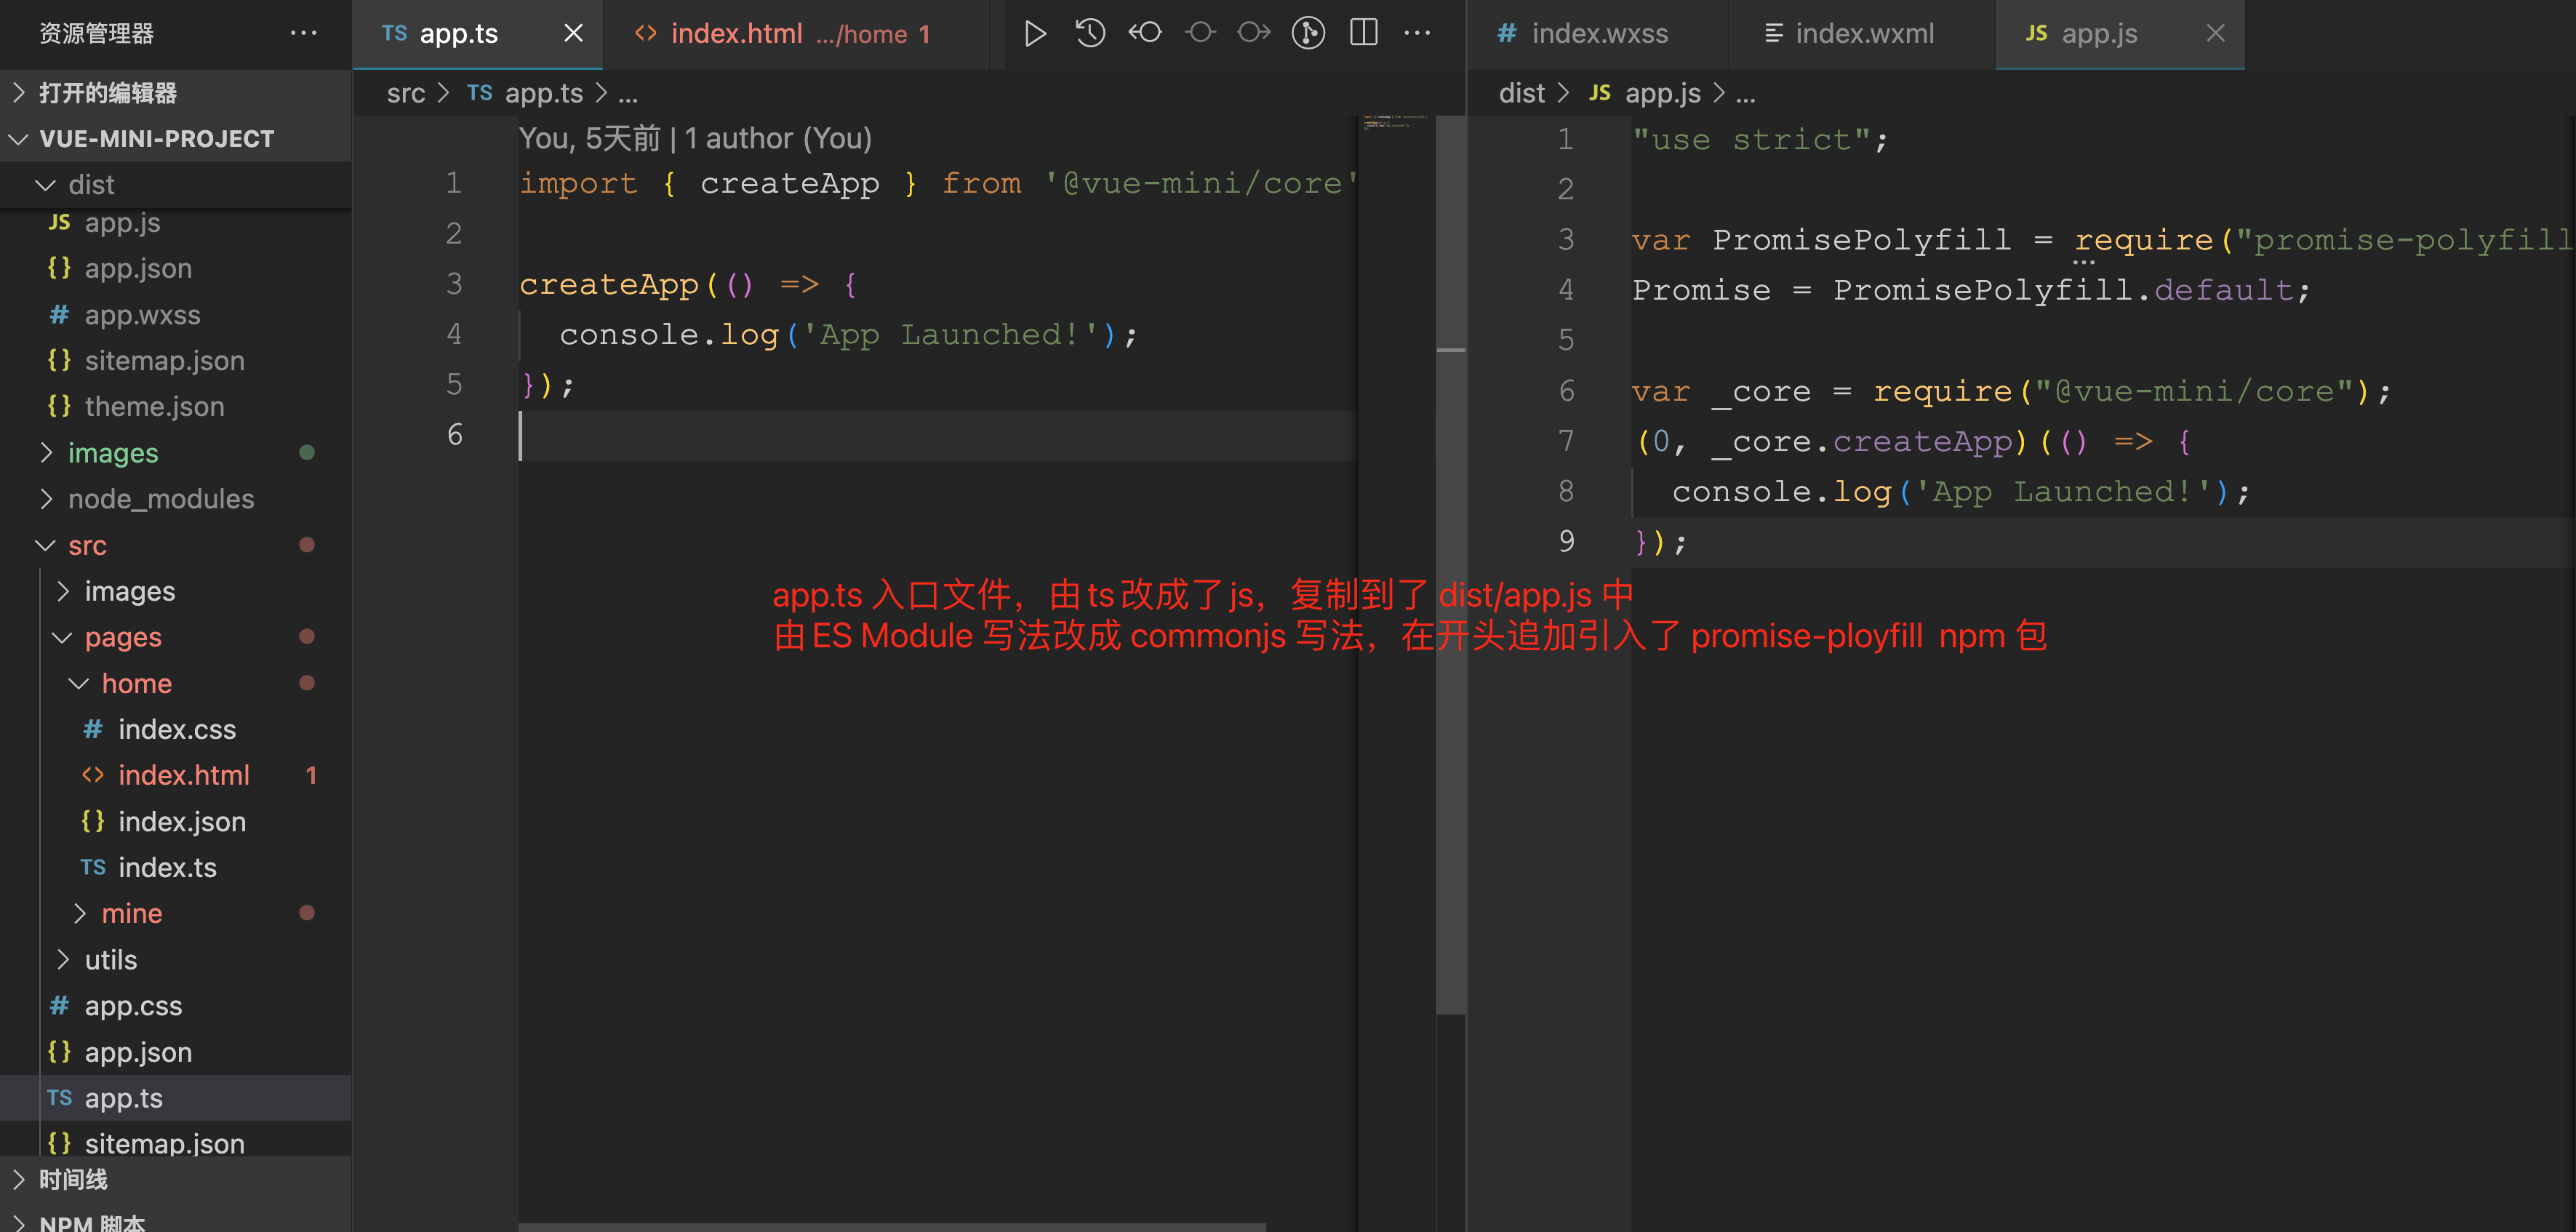 资源管理器
打开的编辑器
VUE-MINI-PROJECT
dist
JS app.js
{} app.json
# app.wxss
{} sitemap.json
{} theme.json
images
node_modules
src
images
pages
home
# index.css
<> index.html 1
{} index.json
TS index.ts
mine
utils
# app.css
{} app.json
TS app.ts
{} sitemap.json
时间线
NPM 脚本
TS app.ts
<> index.html .../home 1
src > TS app.ts > ...
You, 5天前 | 1 author (You)
1 import { createApp } from '@vue-mini/core'
2
3 createApp(() => {
4 console.log('App Launched!');
5 });
6
# index.wxss
index.wxml
JS app.js
dist > JS app.js > ...
1 "use strict";
2
3 var PromisePolyfill = require("promise-polyfill
4 Promise = PromisePolyfill.default;
5
6 var _core = require("@vue-mini/core");
7 (0, _core.createApp)(() => {
8 console.log('App Launched!');
9 });
app.ts 入口文件，由ts改成了js，复制到了 dist/app.js 中
由 ES Module 写法改成 commonjs 写法，在开头追加引入了 promise-ployfill npm 包